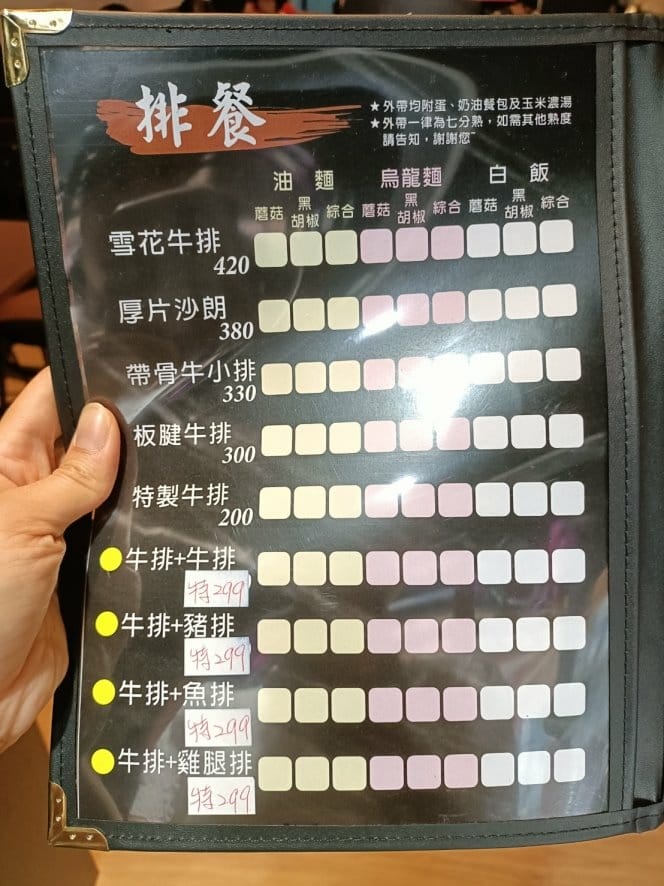 排餐
★外帶均附蛋、奶油餐包及玉米濃湯
★外帶一律為七分熟，如需其他熟度
請告知，謝謝您~
油麵 烏龍麵 白飯
蘑菇 黑胡椒 綜合 蘑菇 黑胡椒 綜合 蘑菇 黑胡椒 綜合
雪花牛排 420
厚片沙朗 380
帶骨牛小排 330
板腱牛排 300
特製牛排 200
牛排+牛排
特299
牛排+豬排
特299
牛排+魚排
特299
牛排+雞腿排
特299